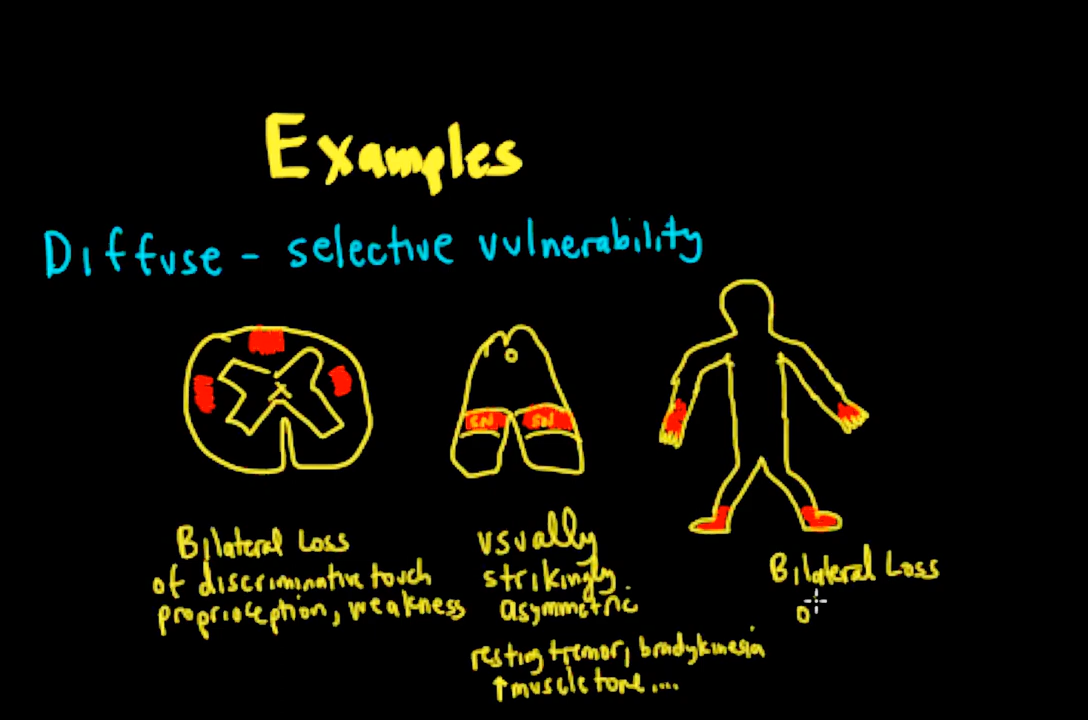 Examples
Diffuse - selective vulnerability
SN SN
Bilateral Loss
of discriminative touch
proprioception, weakness
usually
strikingly
asymmetric
resting tremor, bradykinesia
↑muscle tone....
Bilateral Loss
o